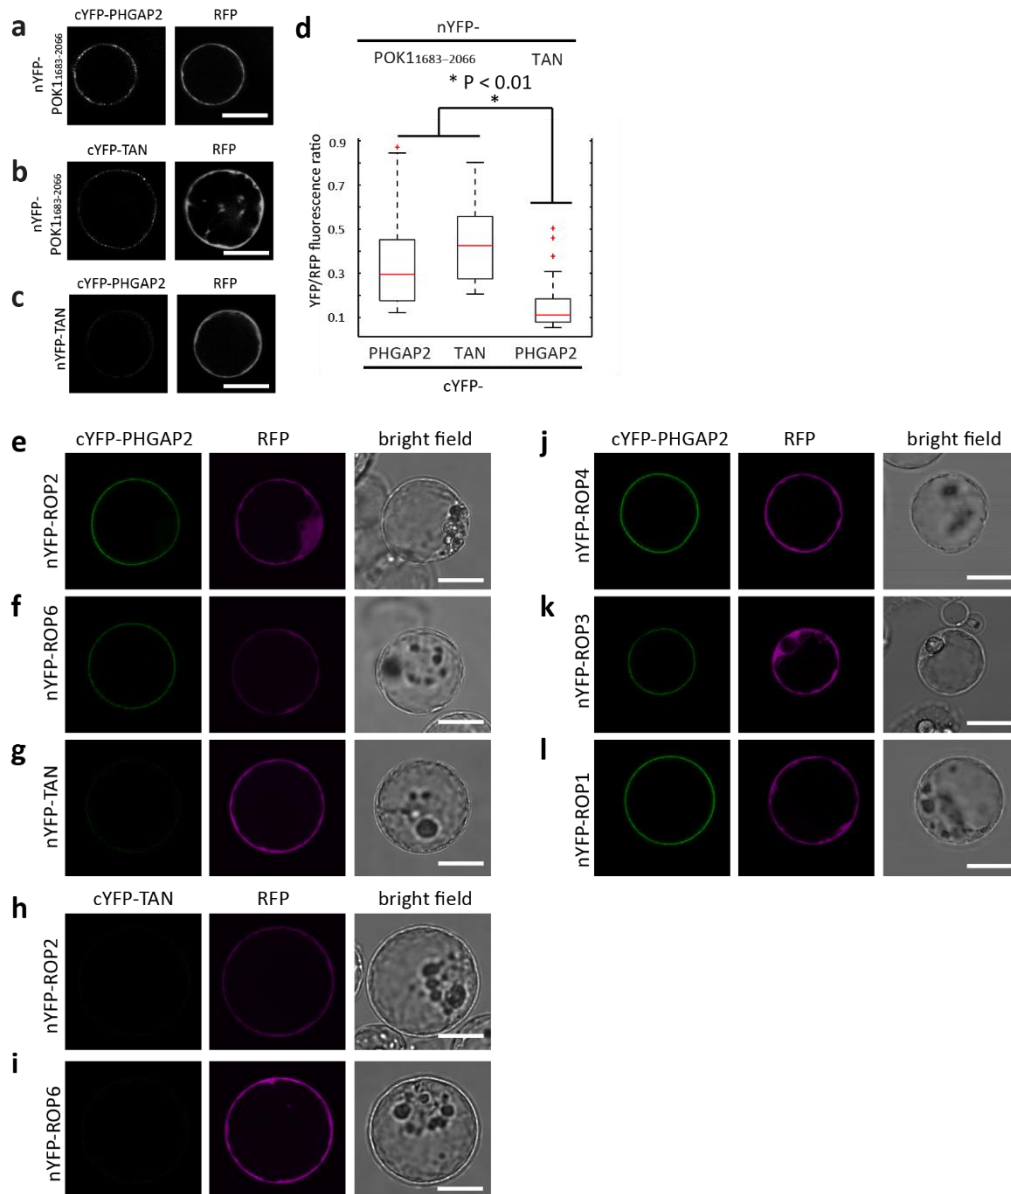 a
cYFP-PHGAP2 RFP
nYFP-
POK11683-2066
b
cYFP-TAN RFP
nYFP-
POK11683-2066
c
cYFP-PHGAP2 RFP
nYFP-TAN
d
nYFP-
POK11683–2066 TAN
* P < 0.01
*
YFP/RFP fluorescence ratio
0.9
0.7
0.5
0.3
0.1
PHGAP2 TAN PHGAP2
cYFP-
e
cYFP-PHGAP2 RFP bright field
nYFP-ROP2
f
nYFP-ROP6
g
nYFP-TAN
h
cYFP-TAN RFP bright field
nYFP-ROP2
i
nYFP-ROP6
j
cYFP-PHGAP2 RFP bright field
nYFP-ROP4
k
nYFP-ROP3
l
nYFP-ROP1